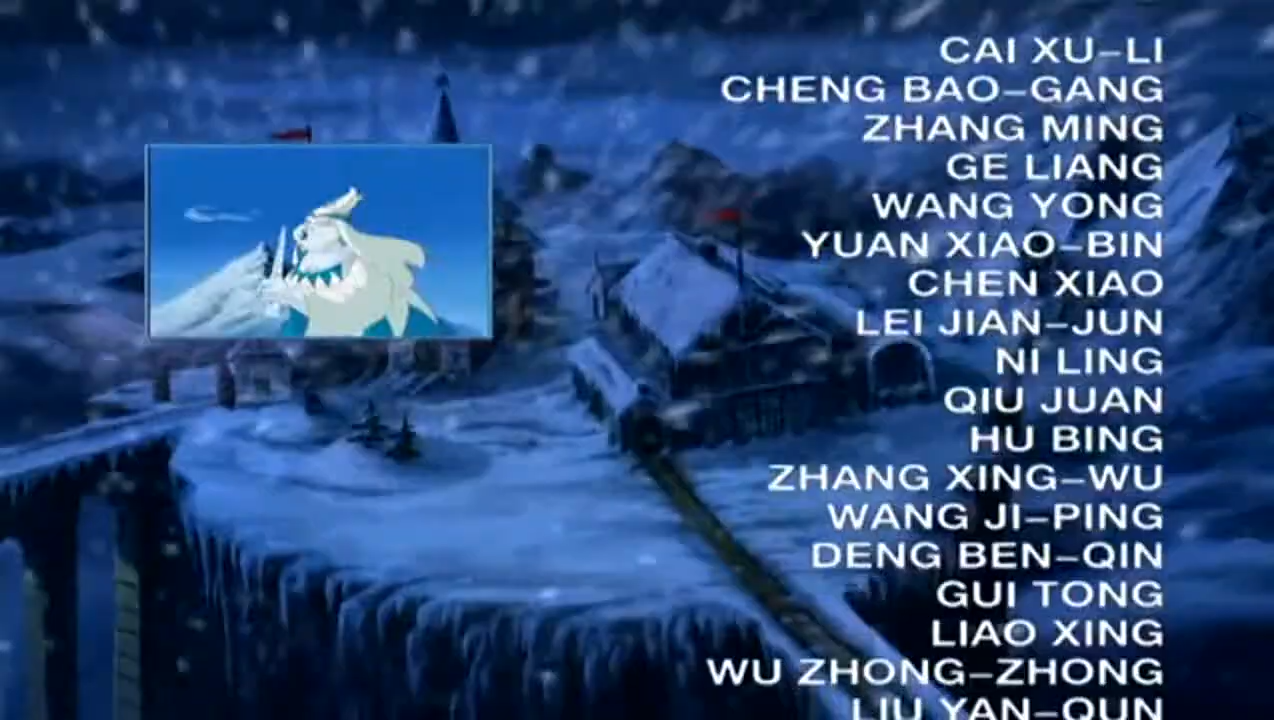 CAI XU–LI
CHENG BAO–GANG
ZHANG MING
GE LIANG
WANG YONG
YUAN XIAO–BIN
CHEN XIAO
LEI JIAN–JUN
NI LING
QIU JUAN
HU BING
ZHANG XING–WU
WANG JI–PING
DENG BEN–QIN
GUI TONG
LIAO XING
WU ZHONG–ZHONG
LIU YAN–QUN